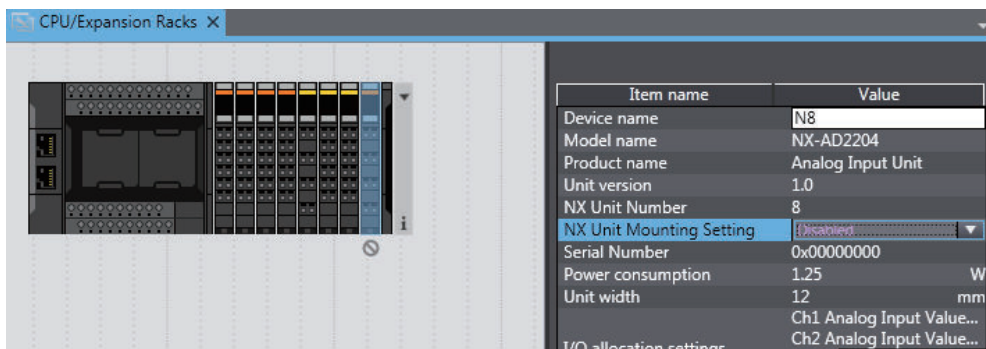 CPU/Expansion Racks X
Item name Value
Device name N8
Model name NX-AD2204
Product name Analog Input Unit
Unit version 1.0
NX Unit Number 8
NX Unit Mounting Setting Disabled
Serial Number 0x00000000
Power consumption 1.25 W
Unit width 12 mm
Ch1 Analog Input Value...
I/O allocation settings Ch2 Analog Input Value...